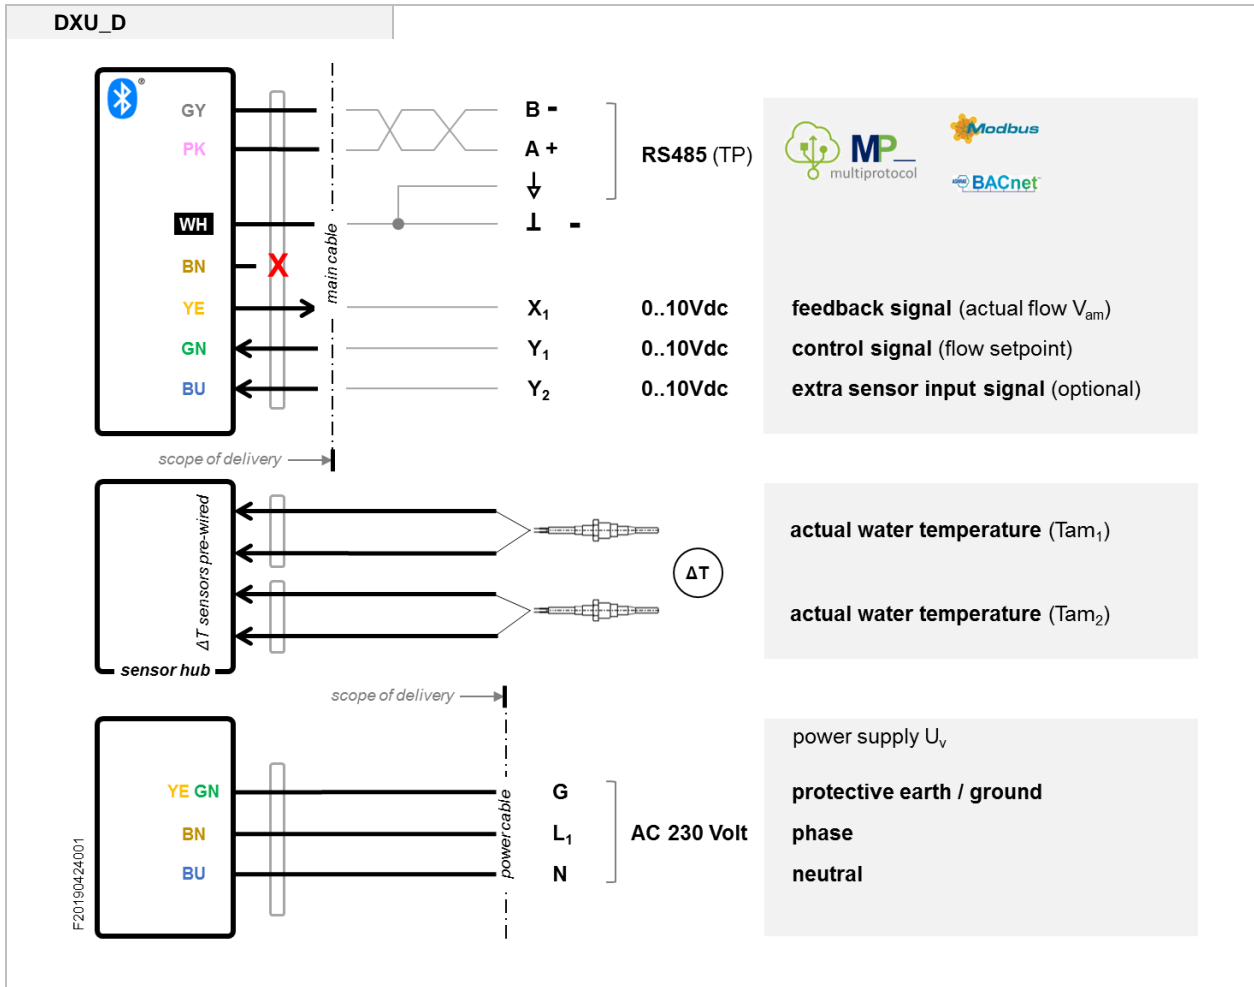 DXU_D
®
GY B -
PK A +
RS485 (TP)
MP_
multiprotocol
Modbus
ASHRAE BACnet™
WH ⊥ -
BN X
YE X₁ 0..10Vdc feedback signal (actual flow Vam)
GN Y₁ 0..10Vdc control signal (flow setpoint)
BU Y₂ 0..10Vdc extra sensor input signal (optional)
main cable
scope of delivery
ΔT sensors pre-wired
sensor hub
ΔT
actual water temperature (Tam₁)
actual water temperature (Tam₂)
scope of delivery
power supply Uv
YE GN G protective earth / ground
BN L₁ AC 230 Volt phase
BU N neutral
power cable
F20190424001